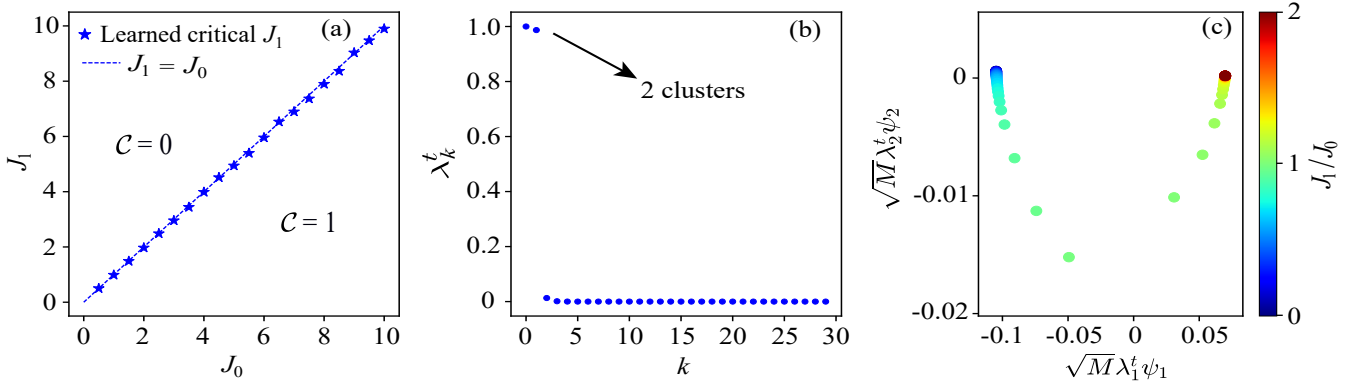 (a)
★ Learned critical J₁
J₁ = J₀
𝒞 = 0
𝒞 = 1
10
8
6
4
2
0
J₁
0 2 4 6 8 10
J₀
(b)
2 clusters
1.0
0.8
0.6
0.4
0.2
0
λₖᵗ
0 5 10 15 20 25 30
k
(c)
0
-0.01
-0.02
√M λ₂ᵗ ψ₂
-0.1 -0.05 0 0.05
√M λ₁ᵗ ψ₁
2
1
0
J₁/J₀